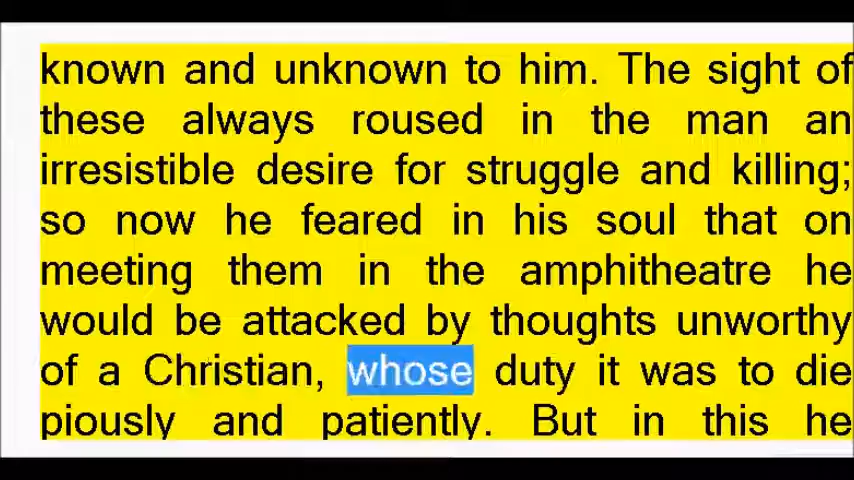 known and unknown to him. The sight of
these always roused in the man an
irresistible desire for struggle and killing;
so now he feared in his soul that on
meeting them in the amphitheatre he
would be attacked by thoughts unworthy
of a Christian, whose duty it was to die
piously and patiently. But in this he